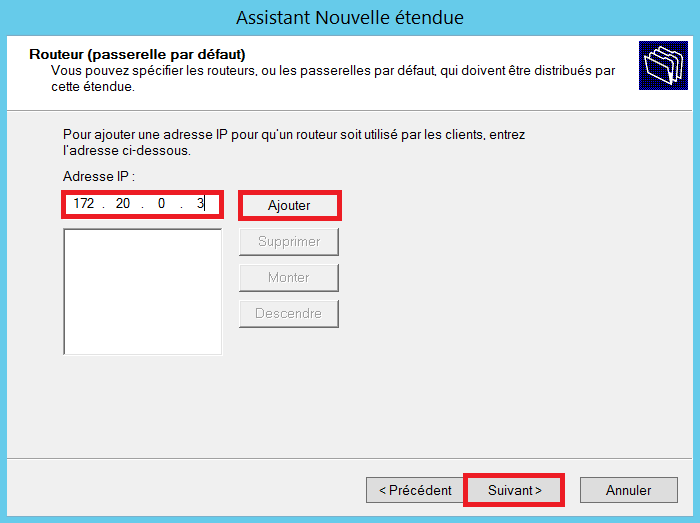 Assistant Nouvelle étendue
Routeur (passerelle par défaut)
Vous pouvez spécifier les routeurs, ou les passerelles par défaut, qui doivent être distribués par
cette étendue.
Pour ajouter une adresse IP pour qu'un routeur soit utilisé par les clients, entrez
l'adresse ci-dessous.
Adresse IP :
172 . 20 . 0 . 3
Ajouter
Supprimer
Monter
Descendre
< Précédent
Suivant >
Annuler